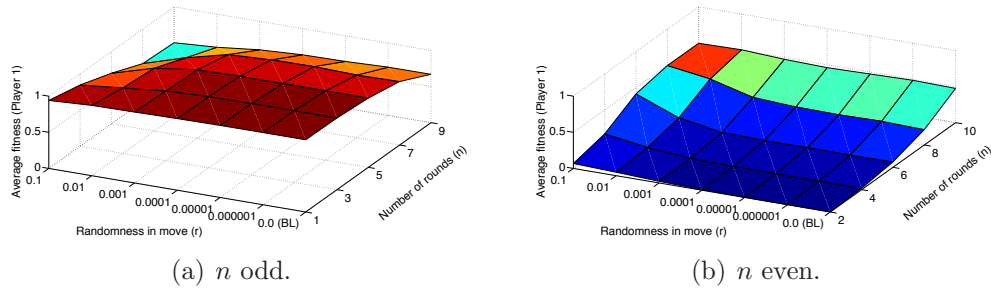 Average fitness (Player 1)
1
0.5
0
0.1
0.01
0.001
0.0001
0.00001
0.000001
0.0 (BL)
Randomness in move (r)
1
3
5
7
9
Number of rounds (n)
(a) n odd.
Average fitness (Player 1)
1
0.5
0
0.1
0.01
0.001
0.0001
0.00001
0.000001
0.0 (BL)
Randomness in move (r)
2
4
6
8
10
Number of rounds (n)
(b) n even.